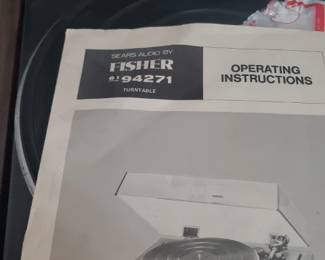 SEARS AUDIO BY
FISHER
94271
TURNTABLE
OPERATING
INSTRUCTIONS